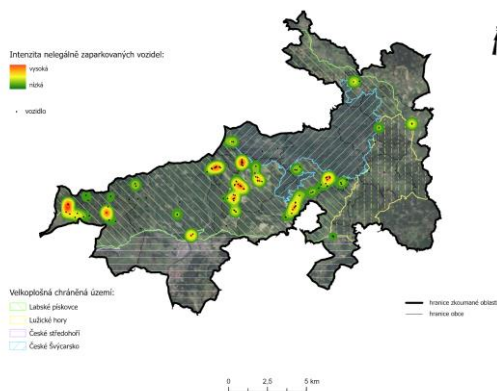 Intenzita nelegálně zaparkovaných vozidel:
vysoká
nízká
vozidlo
Velkoplošná chráněná území:
Labské pískovce
Lužické hory
České středohoří
České Švýcarsko
hranice zkoumané oblasti
hranice obce
0 2,5 5 km